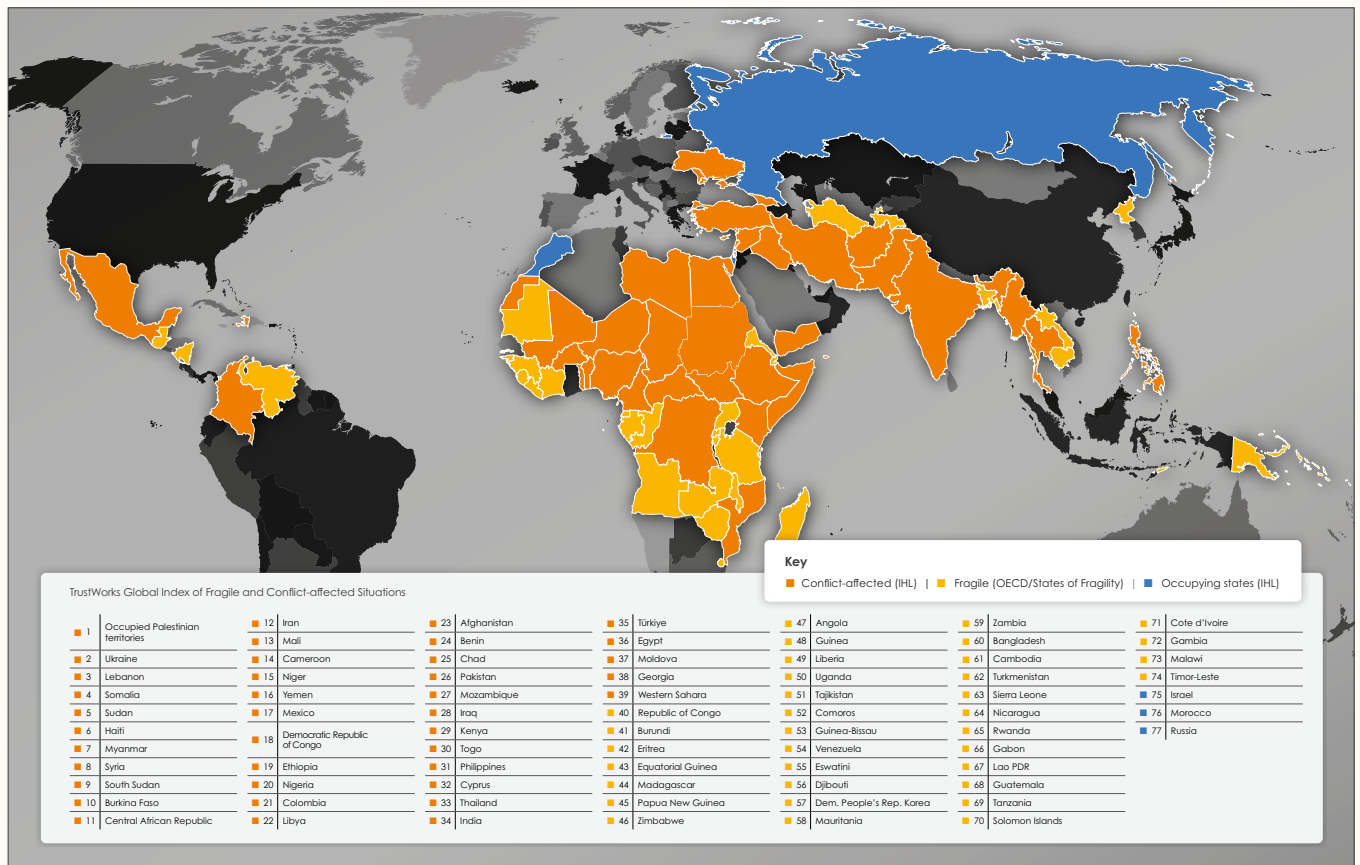 Key
Conflict-affected (IHL) | Fragile (OECD/States of Fragility) | Occupying states (IHL)
TrustWorks Global Index of Fragile and Conflict-affected Situations
1 Occupied Palestinian
territories
2 Ukraine
3 Lebanon
4 Somalia
5 Sudan
6 Haiti
7 Myanmar
8 Syria
9 South Sudan
10 Burkina Faso
11 Central African Republic
12 Iran
13 Mali
14 Cameroon
15 Niger
16 Yemen
17 Mexico
18 Democratic Republic
of Congo
19 Ethiopia
20 Nigeria
21 Colombia
22 Libya
23 Afghanistan
24 Benin
25 Chad
26 Pakistan
27 Mozambique
28 Iraq
29 Kenya
30 Togo
31 Philippines
32 Cyprus
33 Thailand
34 India
35 Türkiye
36 Egypt
37 Moldova
38 Georgia
39 Western Sahara
40 Republic of Congo
41 Burundi
42 Eritrea
43 Equatorial Guinea
44 Madagascar
45 Papua New Guinea
46 Zimbabwe
47 Angola
48 Guinea
49 Liberia
50 Uganda
51 Tajikistan
52 Comoros
53 Guinea-Bissau
54 Venezuela
55 Eswatini
56 Djibouti
57 Dem. People's Rep. Korea
58 Mauritania
59 Zambia
60 Bangladesh
61 Cambodia
62 Turkmenistan
63 Sierra Leone
64 Nicaragua
65 Rwanda
66 Gabon
67 Lao PDR
68 Guatemala
69 Tanzania
70 Solomon Islands
71 Cote d'Ivoire
72 Gambia
73 Malawi
74 Timor-Leste
75 Israel
76 Morocco
77 Russia